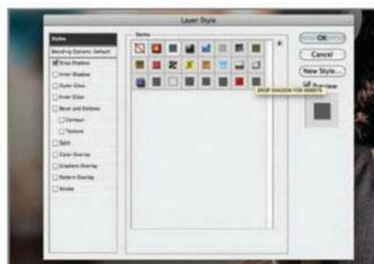 Layer Style
Styles
Styles
Blending Options: Default
Drop Shadow
Inner Shadow
Outer Glow
Inner Glow
Bevel and Emboss
Contour
Texture
Satin
Color Overlay
Gradient Overlay
Pattern Overlay
Stroke
OK
Cancel
New Style...
Preview
DROP SHADOW FOR WEBSITE